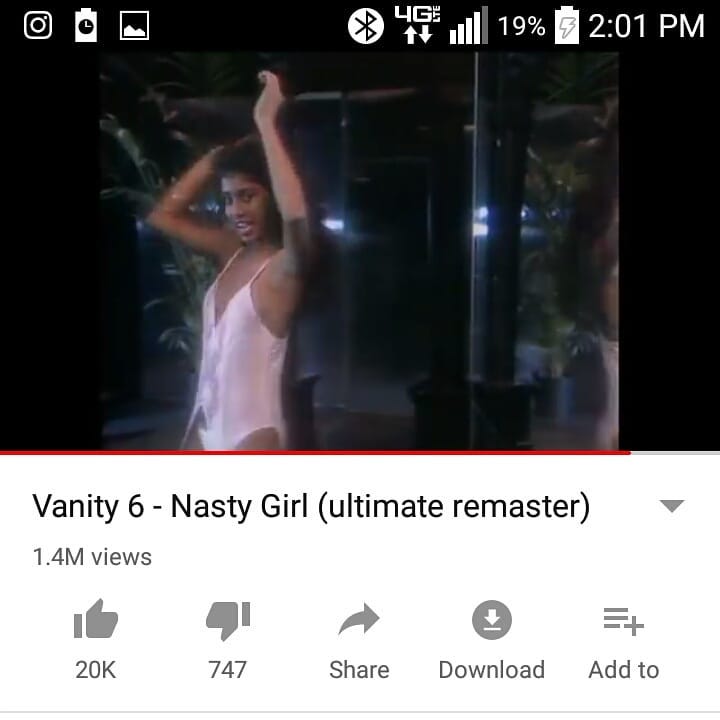 4G LTE 19% 2:01 PM
Vanity 6 - Nasty Girl (ultimate remaster)
1.4M views
20K 747 Share Download Add to